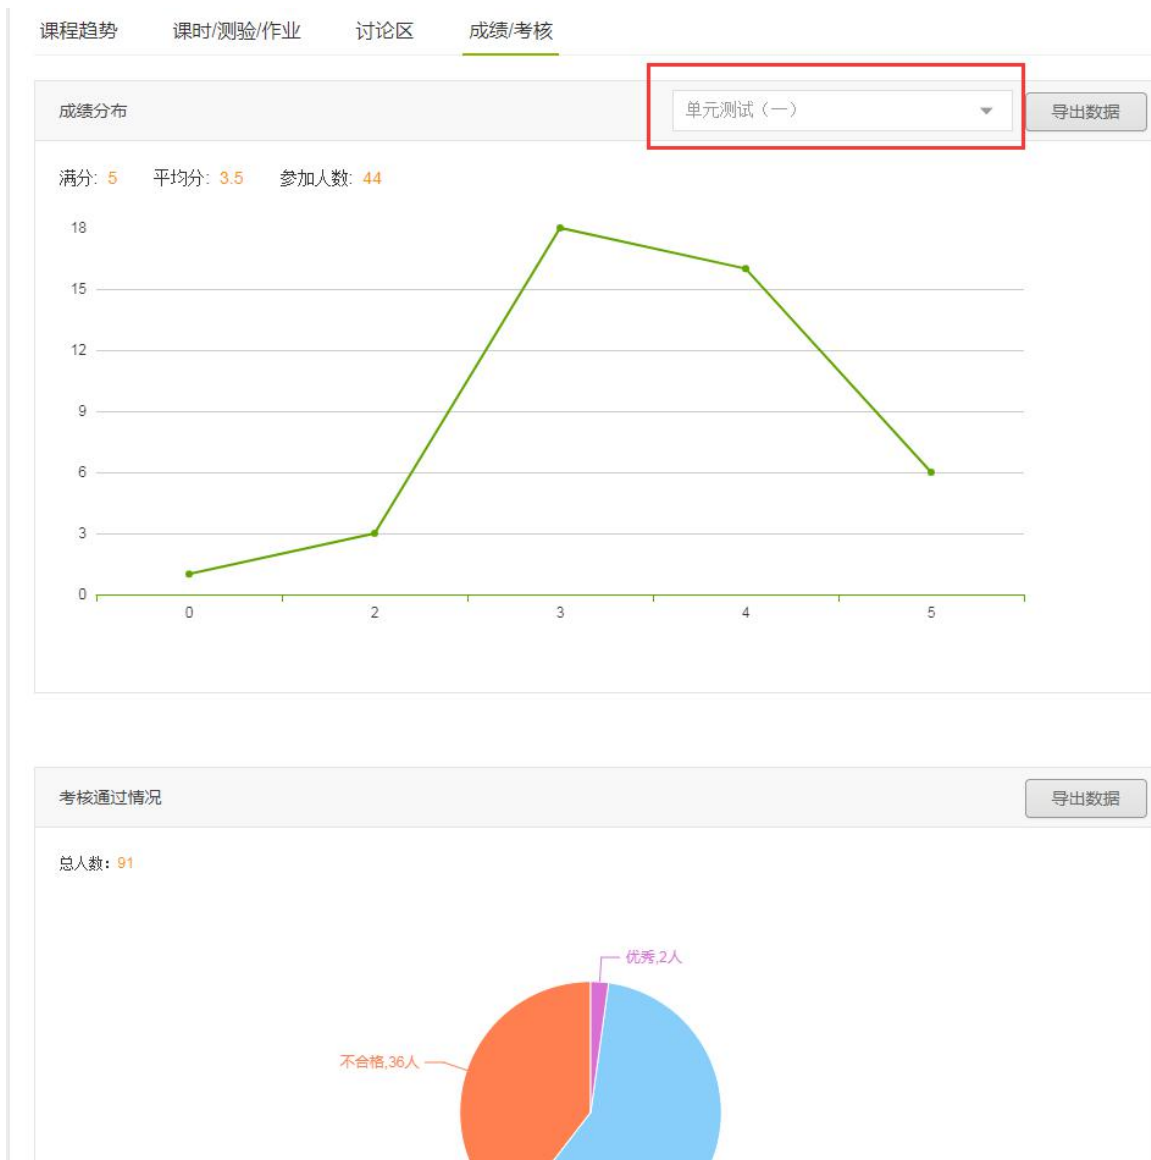 课程趋势 课时/测验/作业 讨论区 成绩/考核
成绩分布 单元测试（一） 导出数据
满分: 5 平均分: 3.5 参加人数: 44
18
15
12
9
6
3
0
0 2 3 4 5
考核通过情况 导出数据
总人数: 91
优秀,2人
不合格,36人